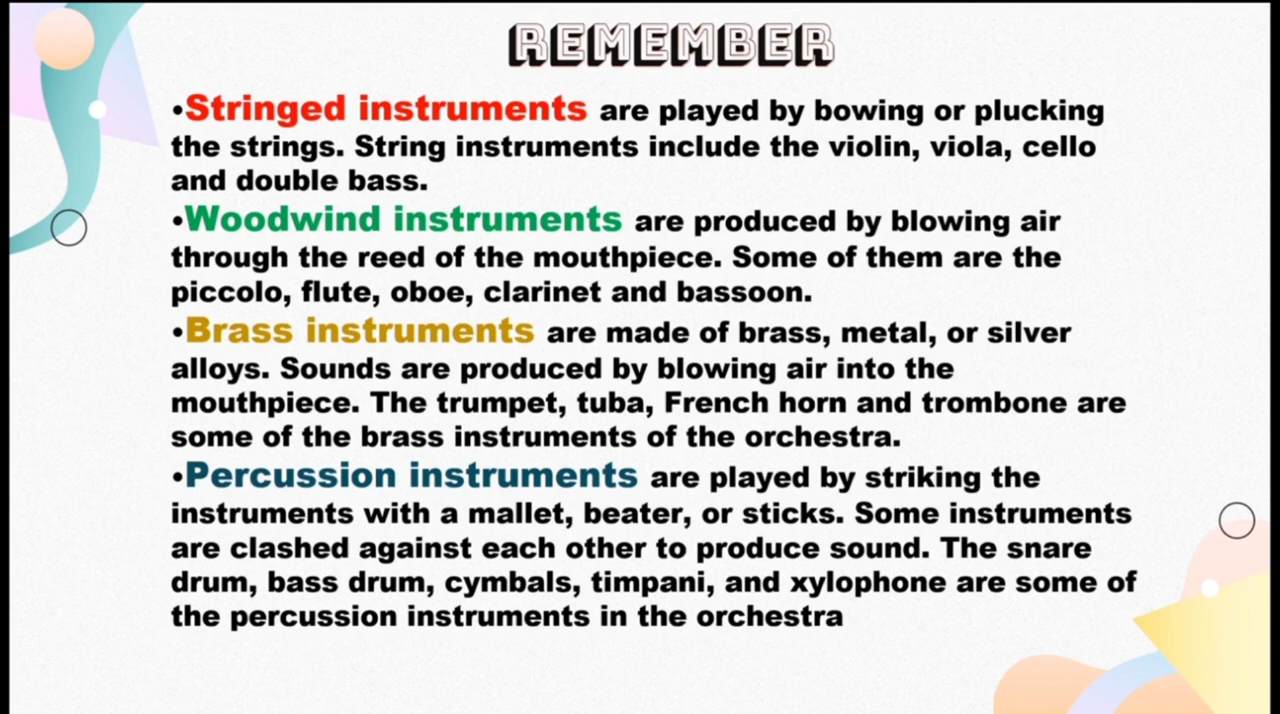 REMEMBER
•Stringed instruments are played by bowing or plucking
the strings. String instruments include the violin, viola, cello
and double bass.
•Woodwind instruments are produced by blowing air
through the reed of the mouthpiece. Some of them are the
piccolo, flute, oboe, clarinet and bassoon.
•Brass instruments are made of brass, metal, or silver
alloys. Sounds are produced by blowing air into the
mouthpiece. The trumpet, tuba, French horn and trombone are
some of the brass instruments of the orchestra.
•Percussion instruments are played by striking the
instruments with a mallet, beater, or sticks. Some instruments
are clashed against each other to produce sound. The snare
drum, bass drum, cymbals, timpani, and xylophone are some of
the percussion instruments in the orchestra